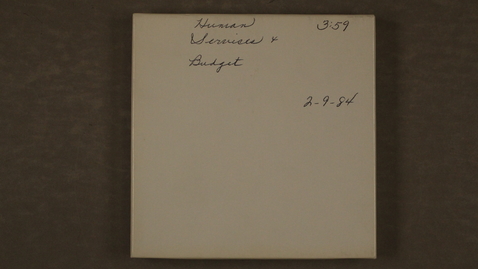 Human 3:59
Services &
Budget
2-9-84